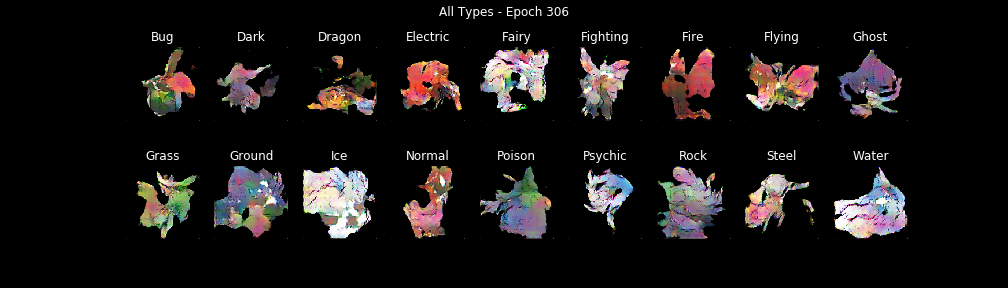 All Types - Epoch 306
Bug Dark Dragon Electric Fairy Fighting Fire Flying Ghost
Grass Ground Ice Normal Poison Psychic Rock Steel Water